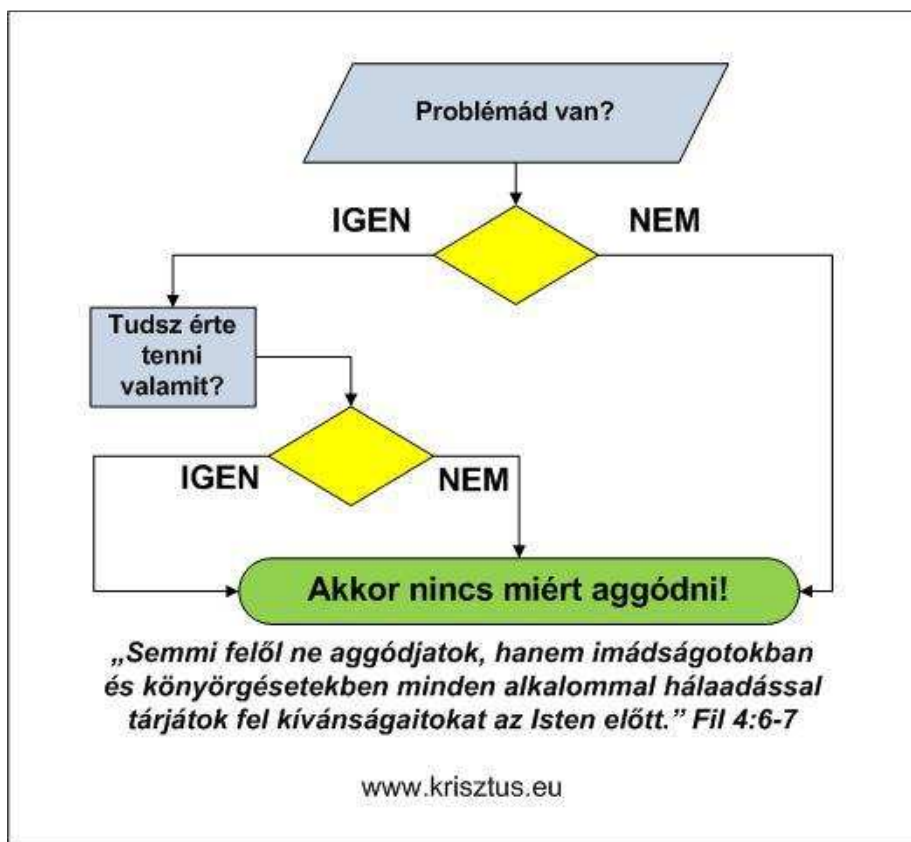 Problémád van?
IGEN
NEM
Tudsz érte
tenni
valamit?
IGEN
NEM
Akkor nincs miért aggódni!
„Semmi felől ne aggódjatok, hanem imádságotokban
és könyörgésetekben minden alkalommal hálaadással
tárjátok fel kívánságaitokat az Isten előtt.” Fil 4:6-7
www.krisztus.eu